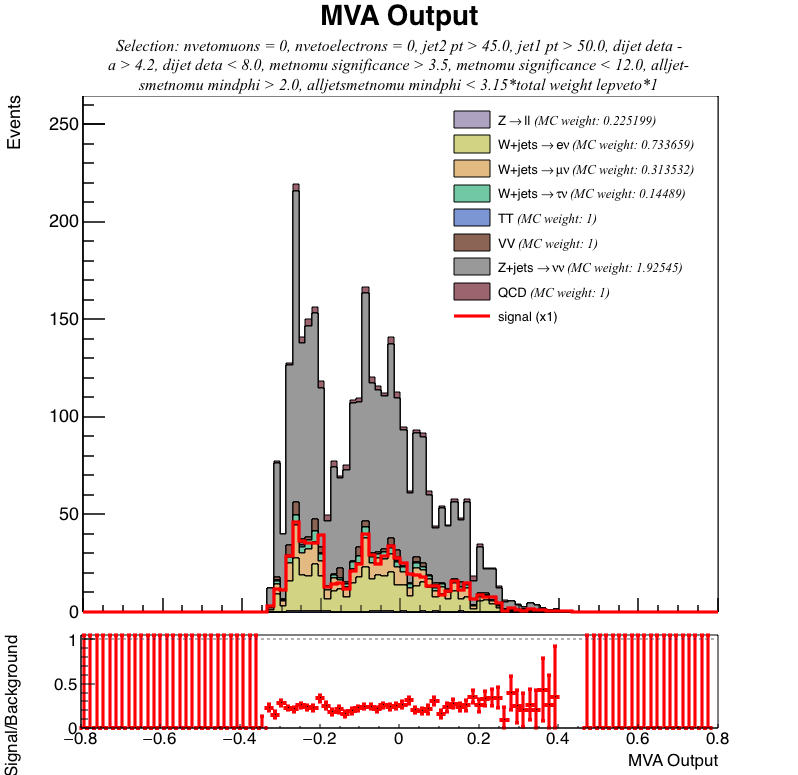 MVA Output
Selection: nvetomuons = 0, nvetoelectrons = 0, jet2 pt > 45.0, jet1 pt > 50.0, dijet deta -
a > 4.2, dijet deta < 8.0, metnomu significance > 3.5, metnomu significance < 12.0, alljet-
smetnomu mindphi > 2.0, alljetsmetnomu mindphi < 3.15*total weight lepveto*1
Events
250
200
150
100
50
0
Z→ll (MC weight: 0.225199)
W+jets→eν (MC weight: 0.733659)
W+jets→μν (MC weight: 0.313532)
W+jets→τν (MC weight: 0.14489)
TT (MC weight: 1)
VV (MC weight: 1)
Z+jets→νν (MC weight: 1.92545)
QCD (MC weight: 1)
signal (x1)
Signal/Background
1
0.5
0
−0.8 −0.6 −0.4 −0.2 0 0.2 0.4 0.6 0.8
MVA Output